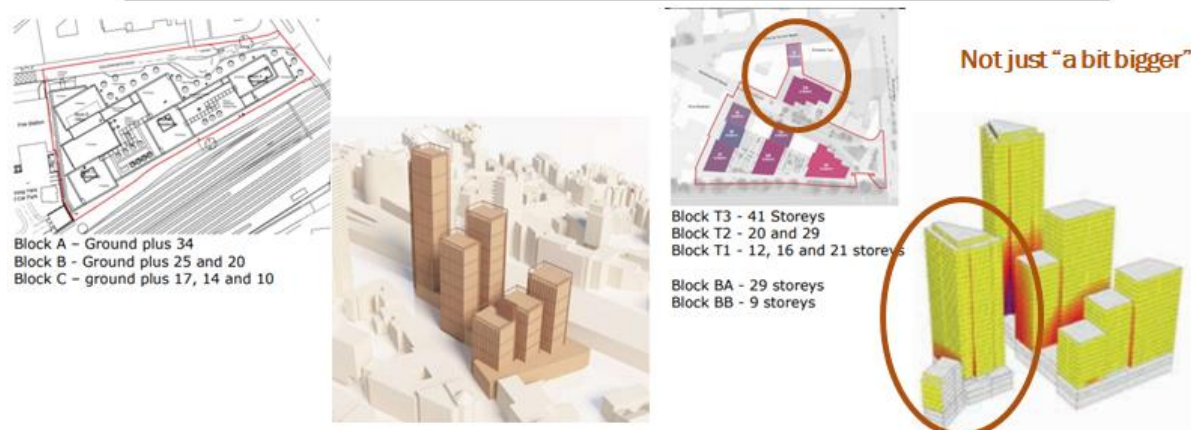 Not just “a bit bigger”
Block A – Ground plus 34
Block B - Ground plus 25 and 20
Block C – ground plus 17, 14 and 10
Block T3 - 41 Storeys
Block T2 - 20 and 29
Block T1 - 12, 16 and 21 storeys
Block BA - 29 storeys
Block BB - 9 storeys